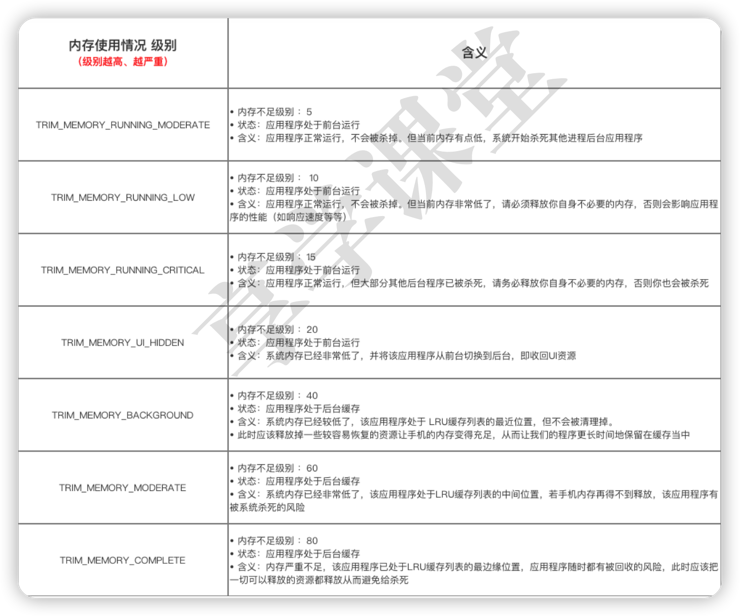 内存使用情况 级别
（级别越高、越严重）
含义
TRIM_MEMORY_RUNNING_MODERATE
• 内存不足级别 ：5
• 状态：应用程序处于前台运行
• 含义：应用程序正常运行，不会被杀掉。但当前内存有点低，系统开始杀死其他进程后台应用程序
TRIM_MEMORY_RUNNING_LOW
• 内存不足级别 ： 10
• 状态：应用程序处于前台运行
• 含义：应用程序正常运行，不会被杀掉。但当前内存非常低了，请必须释放你自身不必要的内存，否则会影响应用程
序的性能（如响应速度等等）
TRIM_MEMORY_RUNNING_CRITICAL
• 内存不足级别 ：15
• 状态：应用程序处于前台运行
• 含义：应用程序正常运行，但大部分其他后台程序已被杀死，请务必释放你自身不必要的内存，否则你也会被杀死
TRIM_MEMORY_UI_HIDDEN
• 内存不足级别 ：20
• 状态：应用程序处于前台运行
• 含义：系统内存已经非常低了，并将该应用程序从前台切换到后台，即收回UI资源
TRIM_MEMORY_BACKGROUND
• 内存不足级别 ：40
• 状态：应用程序处于后台缓存
• 含义：系统内存已经较低了，该应用程序处于 LRU缓存列表的最近位置，但不会被清理掉。
• 此时应该释放掉一些较容易恢复的资源让手机的内存变得充足，从而让我们的程序更长时间地保留在缓存当中
TRIM_MEMORY_MODERATE
• 内存不足级别 ：60
• 状态：应用程序处于后台缓存
• 含义：系统内存已经非常低了，该应用程序处于LRU缓存列表的中间位置，若手机内存再得不到释放，该应用程序有
被系统杀死的风险
TRIM_MEMORY_COMPLETE
• 内存不足级别 ：80
• 状态：应用程序处于后台缓存
• 含义：内存严重不足，该应用程序已处于LRU缓存列表的最边缘位置，应用程序随时都有被回收的风险，此时应该把
一切可以释放的资源都释放从而避免给杀死
享学课堂